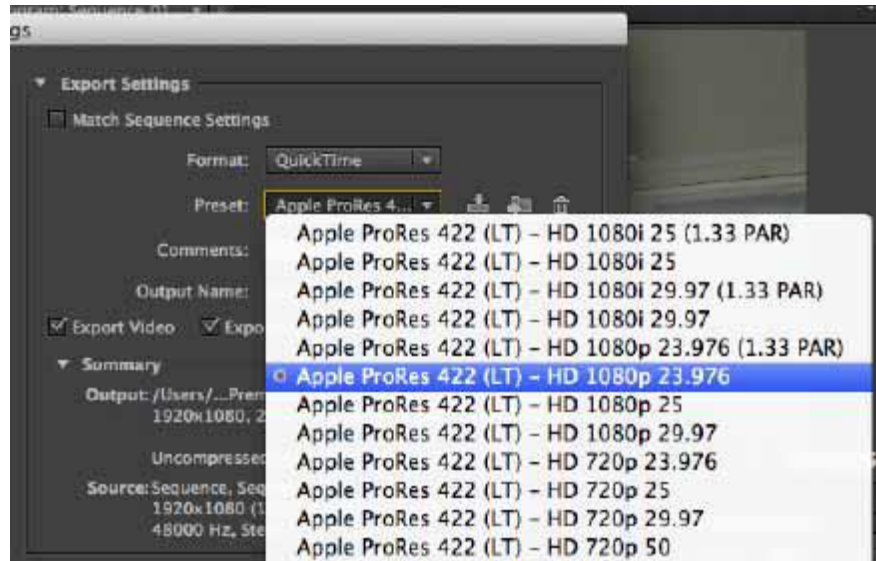 gs
Export Settings
Match Sequence Settings
Format: QuickTime
Preset: Apple ProRes 4...
Comments:
Output Name:
Export Video Expo
Summary
Output: /Users/...Prem
1920x1080, 2
Uncompressed
Source: Sequence, Seq
1920x1080 (1
48000 Hz, Ste
Apple ProRes 422 (LT) – HD 1080i 25 (1.33 PAR)
Apple ProRes 422 (LT) – HD 1080i 25
Apple ProRes 422 (LT) – HD 1080i 29.97 (1.33 PAR)
Apple ProRes 422 (LT) – HD 1080i 29.97
Apple ProRes 422 (LT) – HD 1080p 23.976 (1.33 PAR)
Apple ProRes 422 (LT) – HD 1080p 23.976
Apple ProRes 422 (LT) – HD 1080p 25
Apple ProRes 422 (LT) – HD 1080p 29.97
Apple ProRes 422 (LT) – HD 720p 23.976
Apple ProRes 422 (LT) – HD 720p 25
Apple ProRes 422 (LT) – HD 720p 29.97
Apple ProRes 422 (LT) – HD 720p 50